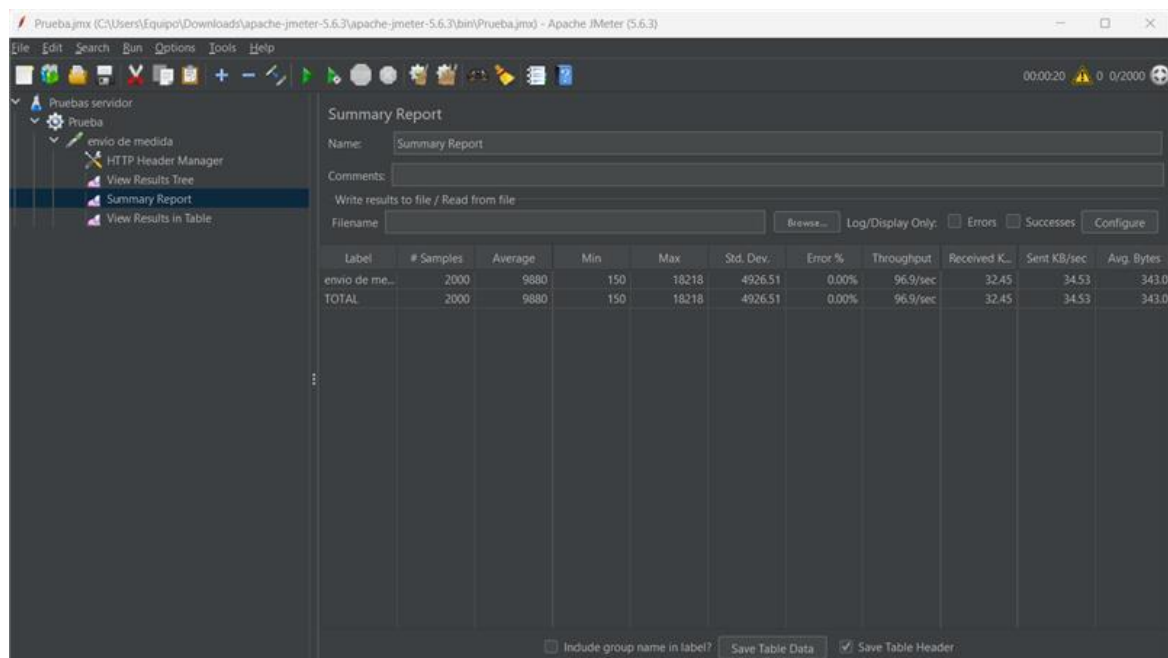 Prueba.jmx (C:\Users\Equipo\Downloads\apache-jmeter-5.6.3\apache-jmeter-5.6.3\bin\Prueba.jmx) - Apache JMeter (5.6.3)
File Edit Search Run Options Tools Help
00:00:20 0 0/2000
Pruebas servidor
Prueba
envio de medida
HTTP Header Manager
View Results Tree
Summary Report
View Results in Table
Summary Report
Name: Summary Report
Comments:
Write results to file / Read from file
Filename Browse... Log/Display Only: Errors Successes Configure
Label # Samples Average Min Max Std. Dev. Error % Throughput Received K... Sent KB/sec Avg. Bytes
envio de me... 2000 9880 150 18218 4926.51 0.00% 96.9/sec 32.45 34.53 343.0
TOTAL 2000 9880 150 18218 4926.51 0.00% 96.9/sec 32.45 34.53 343.0
Include group name in label? Save Table Data Save Table Header